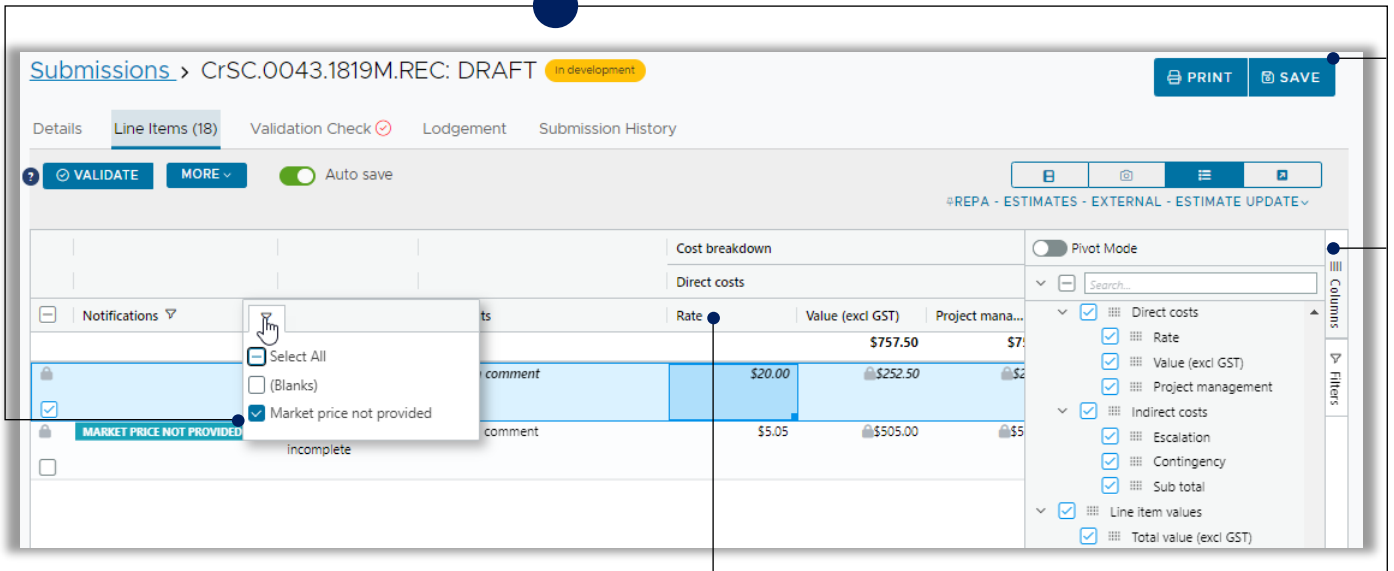 Submissions > CrSC.0043.1819M.REC: DRAFT In development
PRINT SAVE
Details Line Items (18) Validation Check Lodgement Submission History
? VALIDATE MORE Auto save
#REPA - ESTIMATES - EXTERNAL - ESTIMATE UPDATE
Cost breakdown
Direct costs
Notifications ts Rate Value (excl GST) Project mana...
$757.50
comment $20.00 $252.50
MARKET PRICE NOT PROVIDED comment $5.05 $505.00
incomplete
Select All
(Blanks)
Market price not provided
Pivot Mode
Search...
Direct costs
Rate
Value (excl GST)
Project management
Indirect costs
Escalation
Contingency
Sub total
Line item values
Total value (excl GST)
Columns
Filters